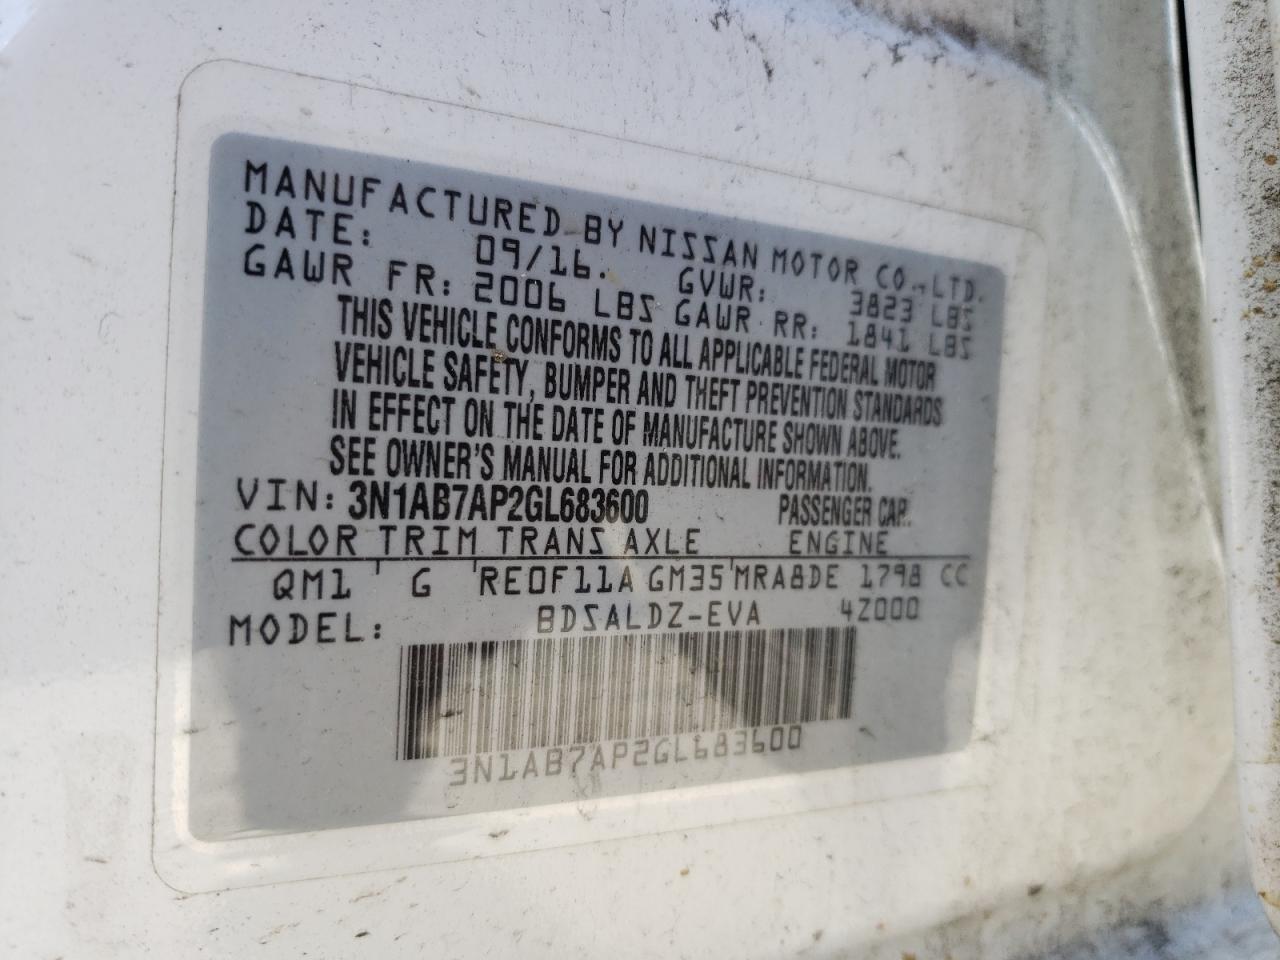 MANUFACTURED BY NISSAN MOTOR CO.,LTD.
DATE: 09/16. GVWR: 3823 LBS
GAWR FR: 2006 LBS GAWR RR: 1841 LBS
THIS VEHICLE CONFORMS TO ALL APPLICABLE FEDERAL MOTOR
VEHICLE SAFETY, BUMPER AND THEFT PREVENTION STANDARDS
IN EFFECT ON THE DATE OF MANUFACTURE SHOWN ABOVE.
SEE OWNER'S MANUAL FOR ADDITIONAL INFORMATION.
VIN: 3N1AB7AP2GL683600 PASSENGER CAR.
COLOR TRIM TRANS AXLE ENGINE
QM1 G RE0F11A GM35 MRA8DE 1798 CC
MODEL: BDSALDZ-EVA 4Z000
3N1AB7AP2GL683600